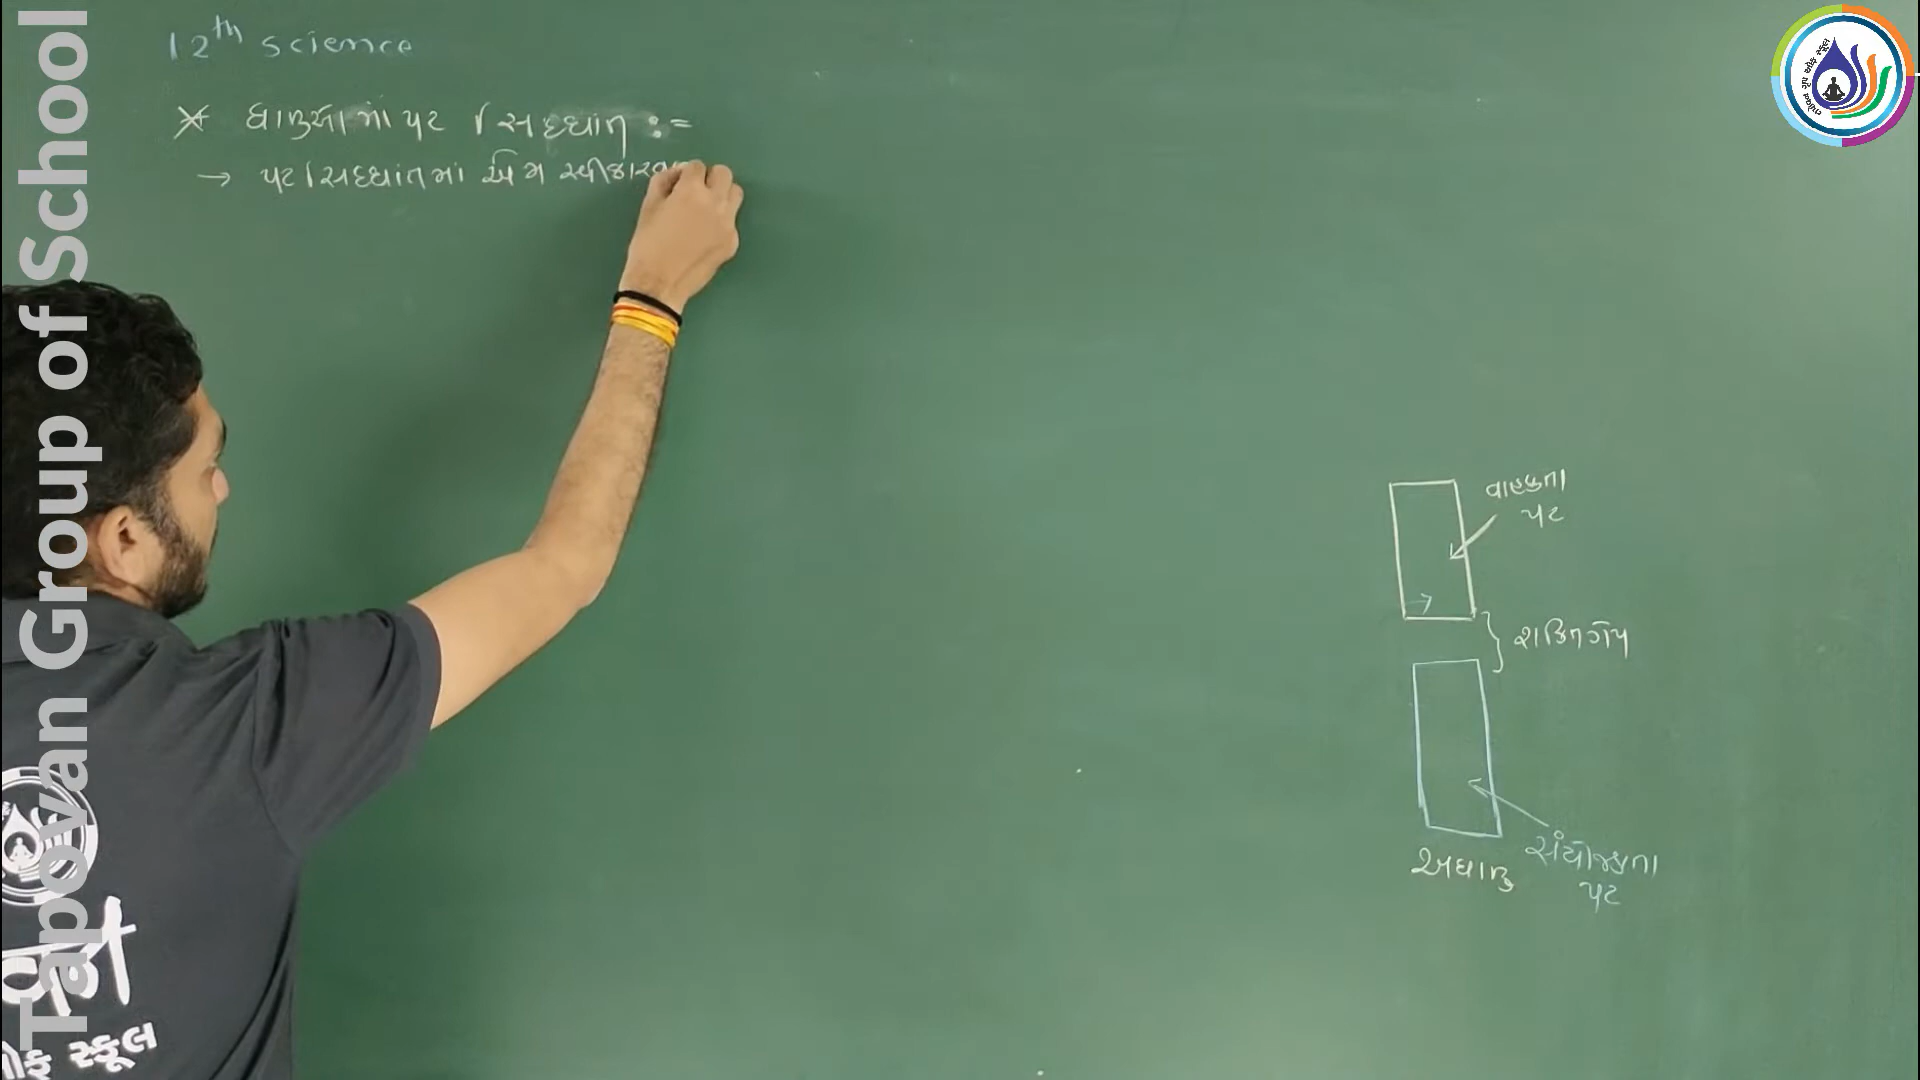 12th science
* ધાતુઓમાં પટ સિદ્ધાંત :=
→ પટ સિદ્ધાંતમાં એમ સ્વીકારવા
વાહકતા
પટ
શક્તિગેપ
સંયોજકતા
પટ
અધાતુ
Tapovan Group of School
સ્કૂલ